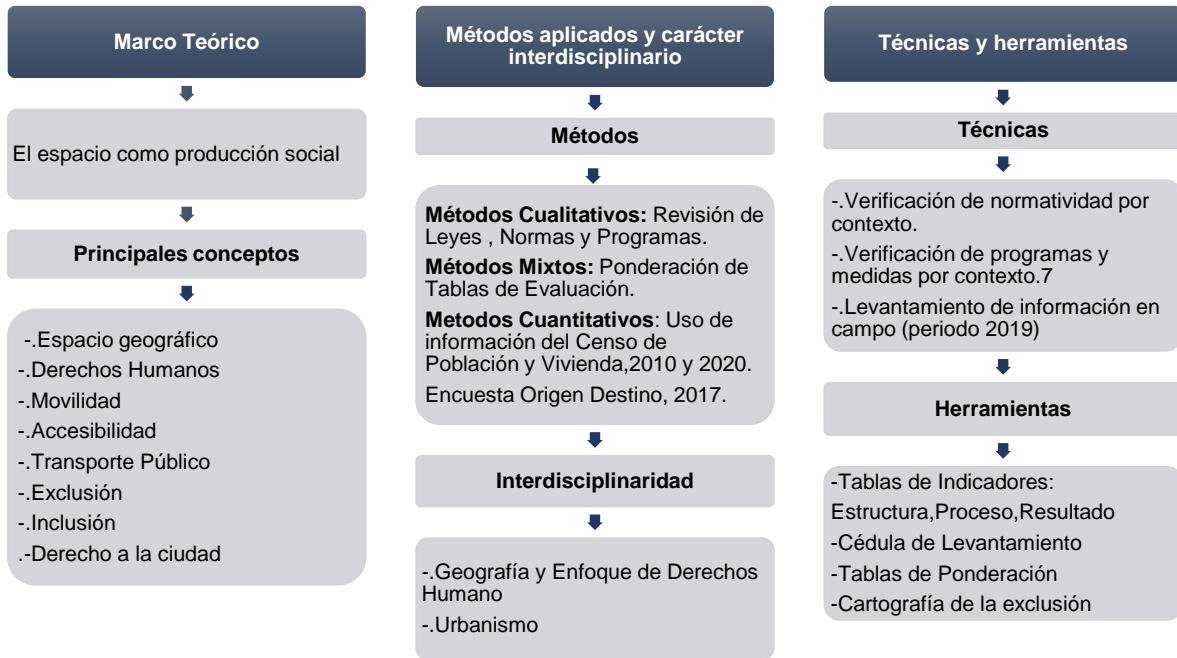 Marco Teórico
El espacio como producción social
Principales conceptos
-.Espacio geográfico
-.Derechos Humanos
-.Movilidad
-.Accesibilidad
-.Transporte Público
-.Exclusión
-.Inclusión
.-Derecho a la ciudad
Métodos aplicados y carácter
interdisciplinario
Métodos
Métodos Cualitativos: Revisión de
Leyes , Normas y Programas.
Métodos Mixtos: Ponderación de
Tablas de Evaluación.
Metodos Cuantitativos: Uso de
información del Censo de
Población y Vivienda,2010 y 2020.
Encuesta Origen Destino, 2017.
Interdisciplinaridad
-.Geografía y Enfoque de Derechos
Humano
-.Urbanismo
Técnicas y herramientas
Técnicas
-.Verificación de normatividad por
contexto.
-.Verificación de programas y
medidas por contexto.7
-.Levantamiento de información en
campo (periodo 2019)
Herramientas
-Tablas de Indicadores:
Estructura,Proceso,Resultado
-Cédula de Levantamiento
-Tablas de Ponderación
-Cartografía de la exclusión